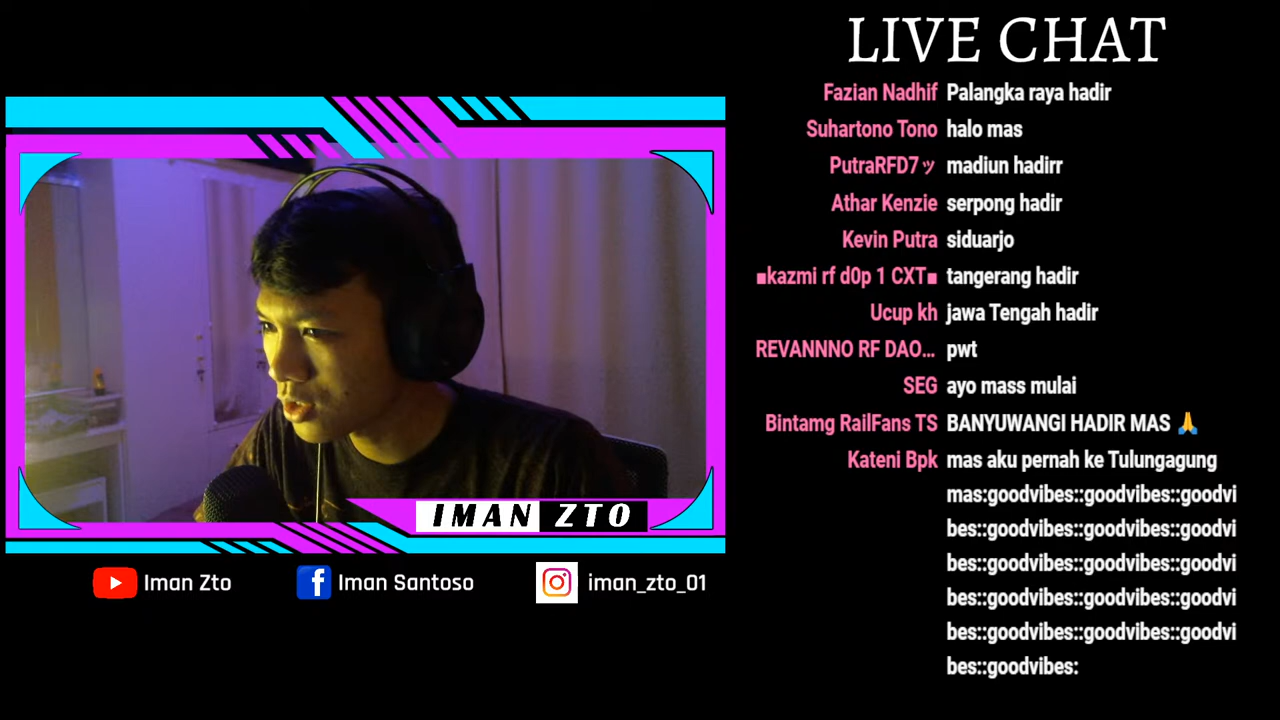 LIVE CHAT
Fazian Nadhif Palangka raya hadir
Suhartono Tono halo mas
PutraRFD7ッ madiun hadirr
Athar Kenzie serpong hadir
Kevin Putra siduarjo
■kazmi rf d0p 1 CXT■ tangerang hadir
Ucup kh jawa Tengah hadir
REVANNNO RF DAO... pwt
SEG ayo mass mulai
Bintamg RailFans TS BANYUWANGI HADIR MAS 🙏
Kateni Bpk mas aku pernah ke Tulungagung
mas:goodvibes::goodvibes::goodvi
bes::goodvibes::goodvibes::goodvi
bes::goodvibes::goodvibes::goodvi
bes::goodvibes::goodvibes::goodvi
bes::goodvibes::goodvibes::goodvi
bes::goodvibes:
IMAN ZTO
Iman Zto Iman Santoso iman_zto_01